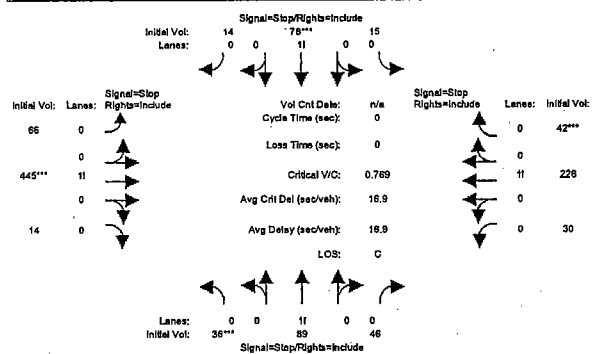 Signal=Stop/Rights=Include
Initial Vol: 14 78*** 15
Lanes: 0 0 1! 0 0
Signal=Stop Signal=Stop
Initial Vol: Lanes: Rights=Include Vol Cnt Date: n/a Rights=Include Lanes: Initial Vol:
66 0 Cycle Time (sec): 0 0 42***
0 Loss Time (sec): 0 0
445*** 1! Critical V/C: 0.769 1!
0 Avg Crit Del (sec/veh): 16.9 0
14 0 Avg Delay (sec/veh): 16.9 0 30
LOS: C
Lanes: 0 0 1! 0 0
Initial Vol: 36*** 89 46
Signal=Stop/Rights=Include